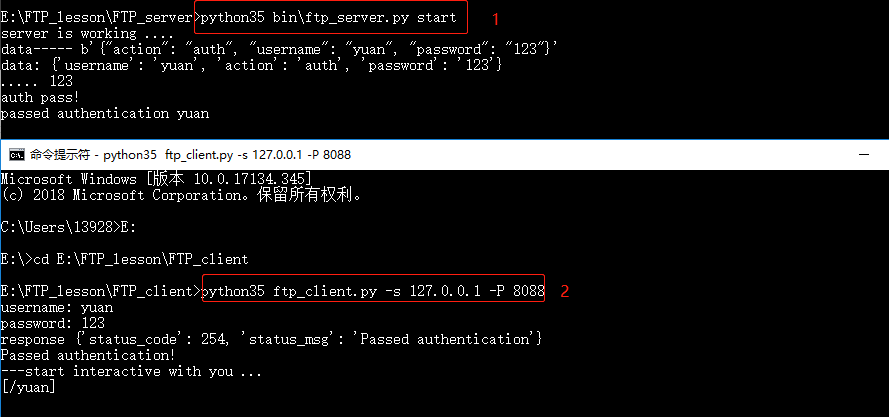 E:\FTP_lesson\FTP_server>python35 bin\ftp_server.py start 1
server is working ....
data----- b'{"action": "auth", "username": "yuan", "password": "123"}'
data: {'username': 'yuan', 'action': 'auth', 'password': '123'}
..... 123
auth pass!
passed authentication yuan
命令提示符 - python35 ftp_client.py -s 127.0.0.1 -P 8088
Microsoft Windows [版本 10.0.17134.345]
(c) 2018 Microsoft Corporation。保留所有权利。
C:\Users\13928>E:
E:\>cd E:\FTP_lesson\FTP_client
E:\FTP_lesson\FTP_client>python35 ftp_client.py -s 127.0.0.1 -P 8088 2
username: yuan
password: 123
response {'status_code': 254, 'status_msg': 'Passed authentication'}
Passed authentication!
---start interactive with you ...
[/yuan]